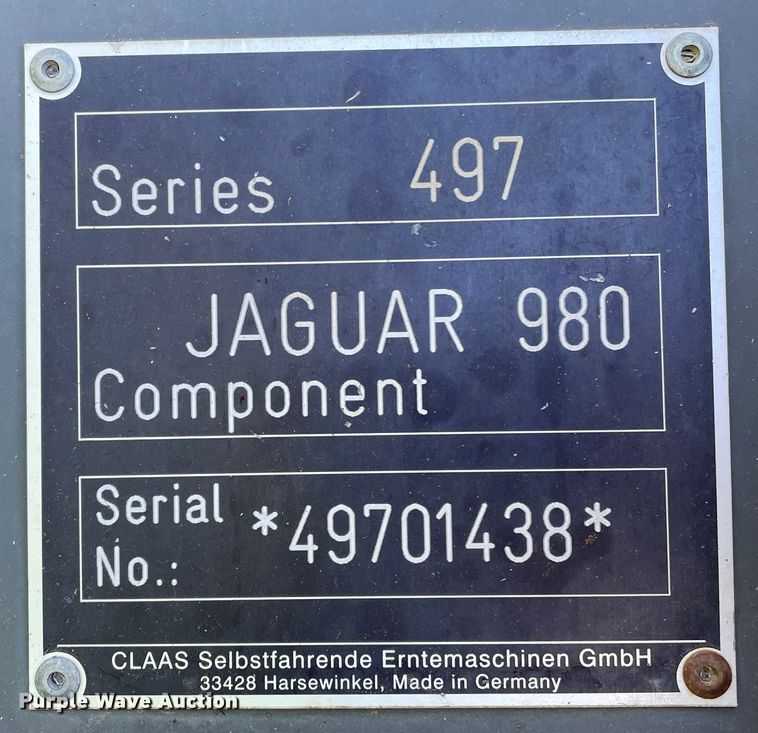 Series 497
JAGUAR 980
Component
Serial
No.: *49701438*
CLAAS Selbstfahrende Erntemaschinen GmbH
33428 Harsewinkel, Made in Germany
Purple Wave Auction